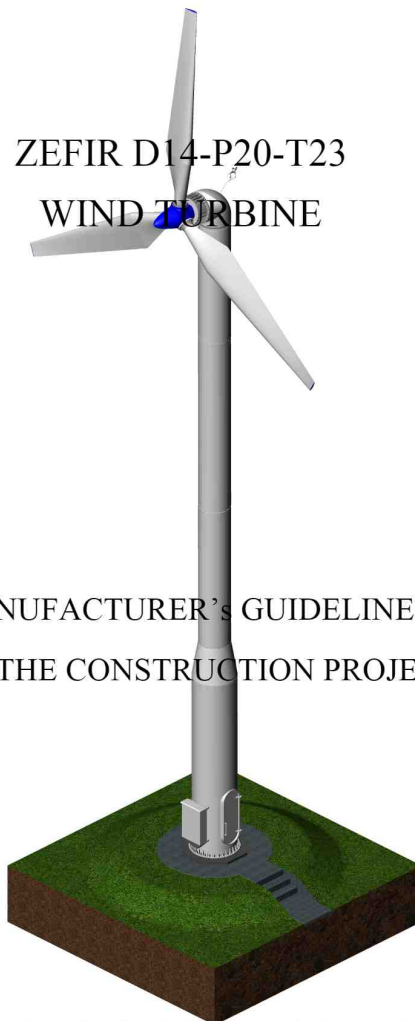 ZEFIR D14-P20-T23
WIND TURBINE
NUFACTURER's GUIDELINE
THE CONSTRUCTION PROJE